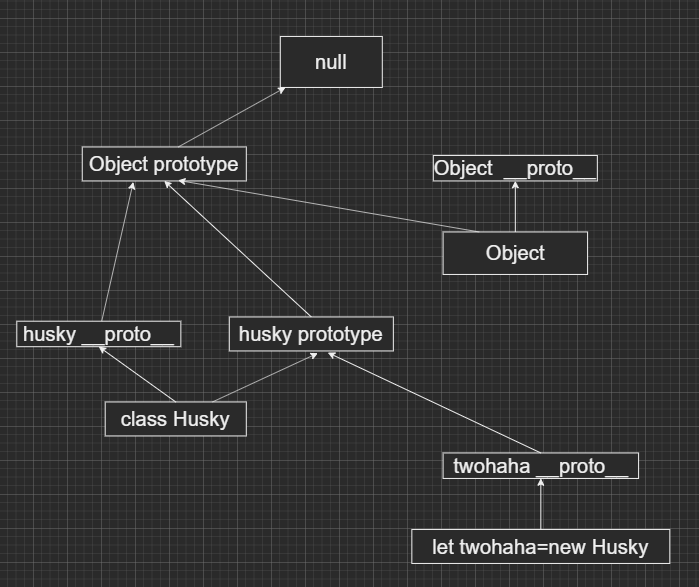 null
Object prototype
Object __proto__
Object
husky __proto__
husky prototype
class Husky
twohaha __proto__
let twohaha=new Husky